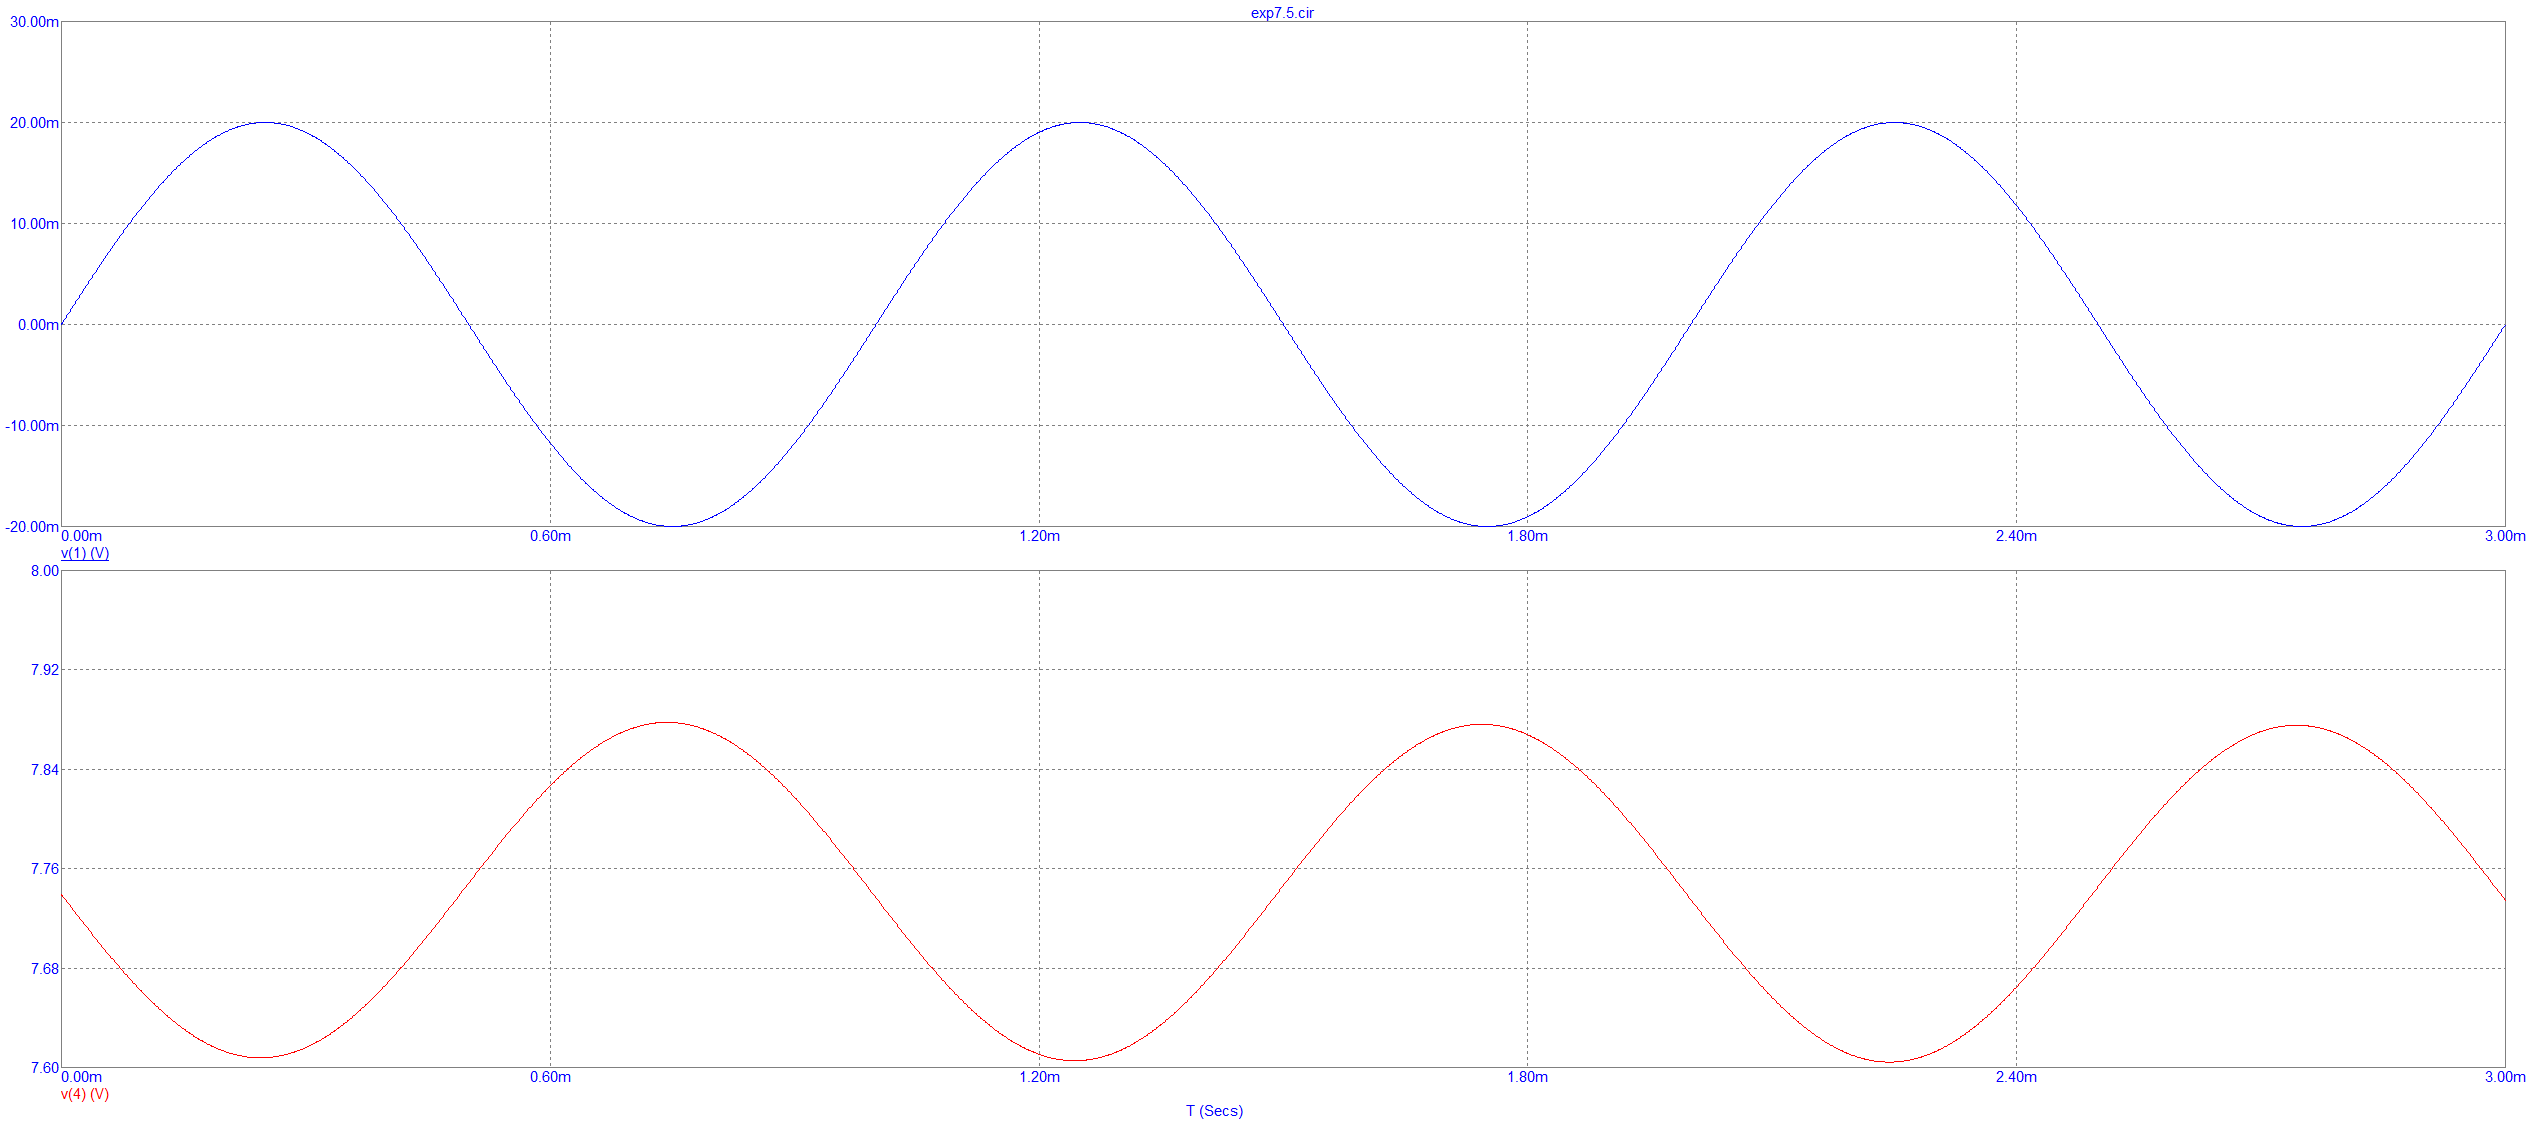 exp7.5.cir
30.00m
20.00m
10.00m
0.00m
-10.00m
-20.00m
0.00m 0.60m 1.20m 1.80m 2.40m 3.00m
v(1) (V)
8.00
7.92
7.84
7.76
7.68
7.60
0.00m 0.60m 1.20m 1.80m 2.40m 3.00m
v(4) (V)
T (Secs)